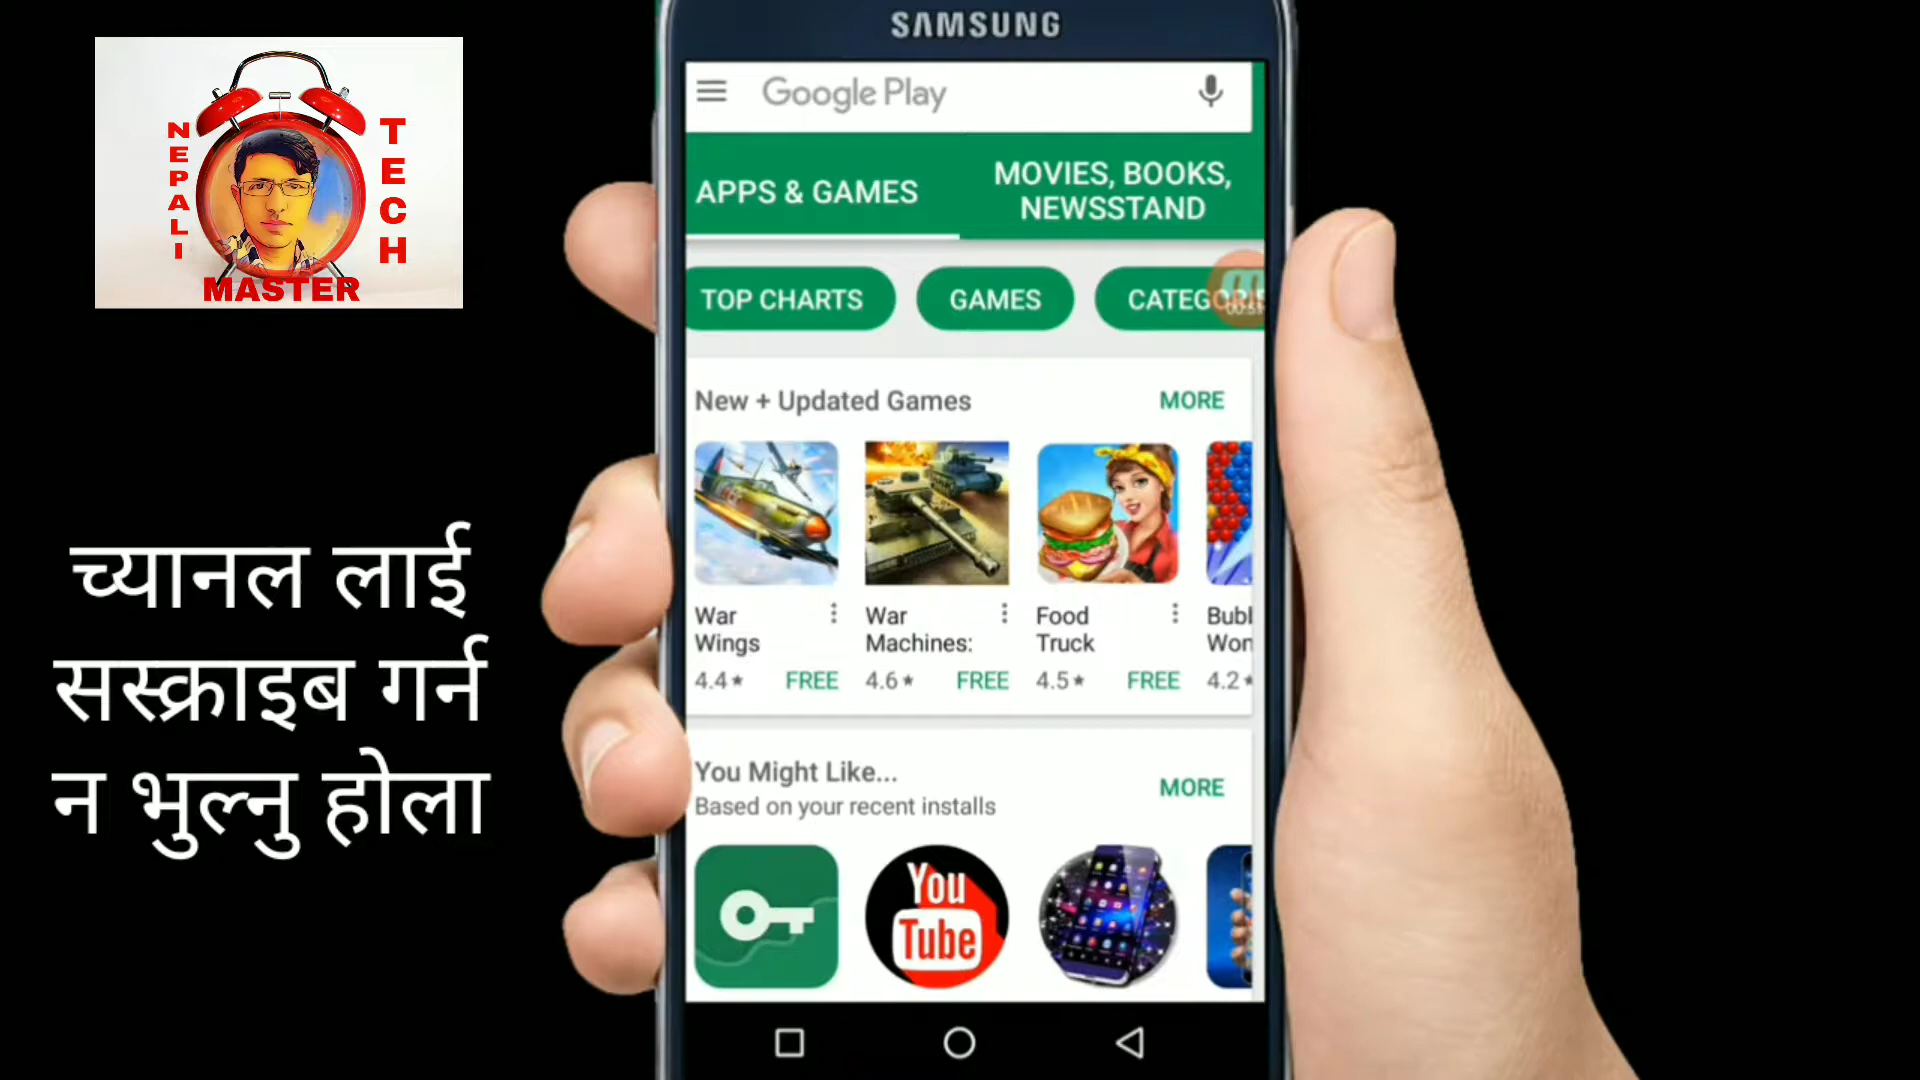 NEPALI
TECH
MASTER
च्यानल लाई
सस्क्राइब गर्न
न भुल्नु होला
SAMSUNG
Google Play
APPS & GAMES
MOVIES, BOOKS,
NEWSSTAND
TOP CHARTS
GAMES
New + Updated Games
MORE
War
Wings
4.4★
FREE
War
Machines:
4.6★
FREE
Food
Truck
4.5★
FREE
4.2★
You Might Like...
Based on your recent installs
MORE
You
Tube